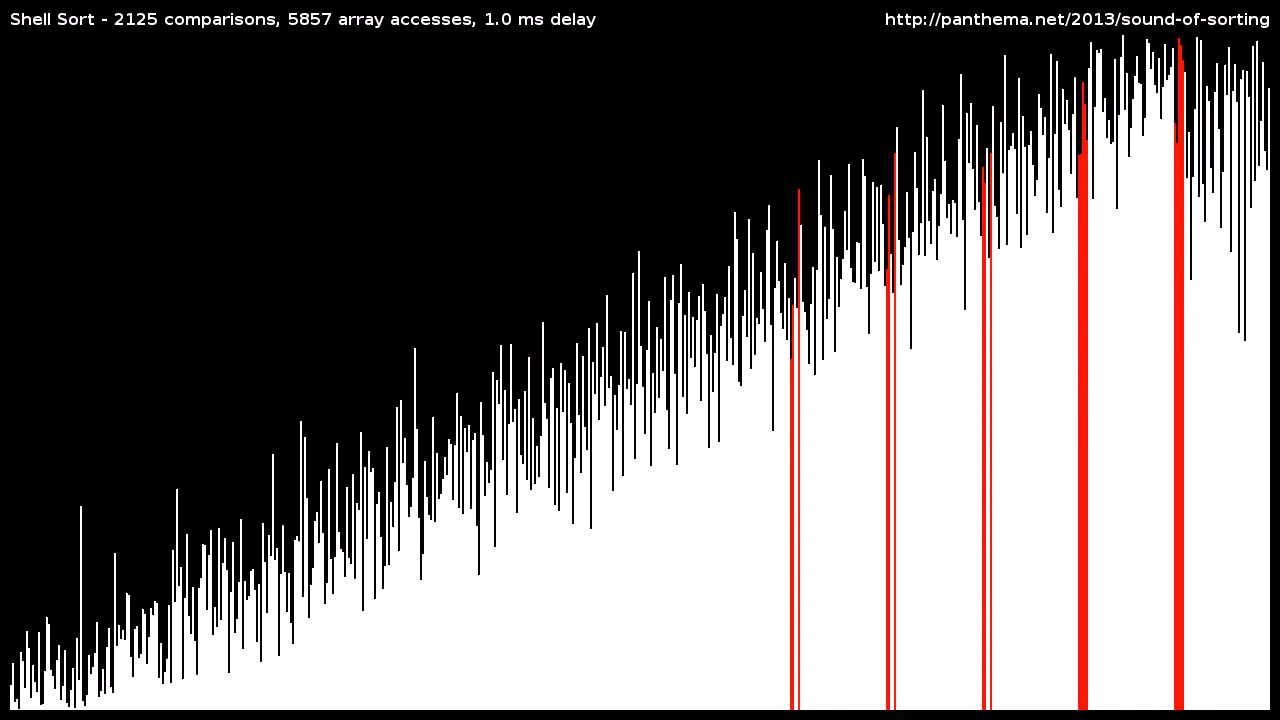 Shell Sort - 2125 comparisons, 5857 array accesses, 1.0 ms delay
http://panthema.net/2013/sound-of-sorting